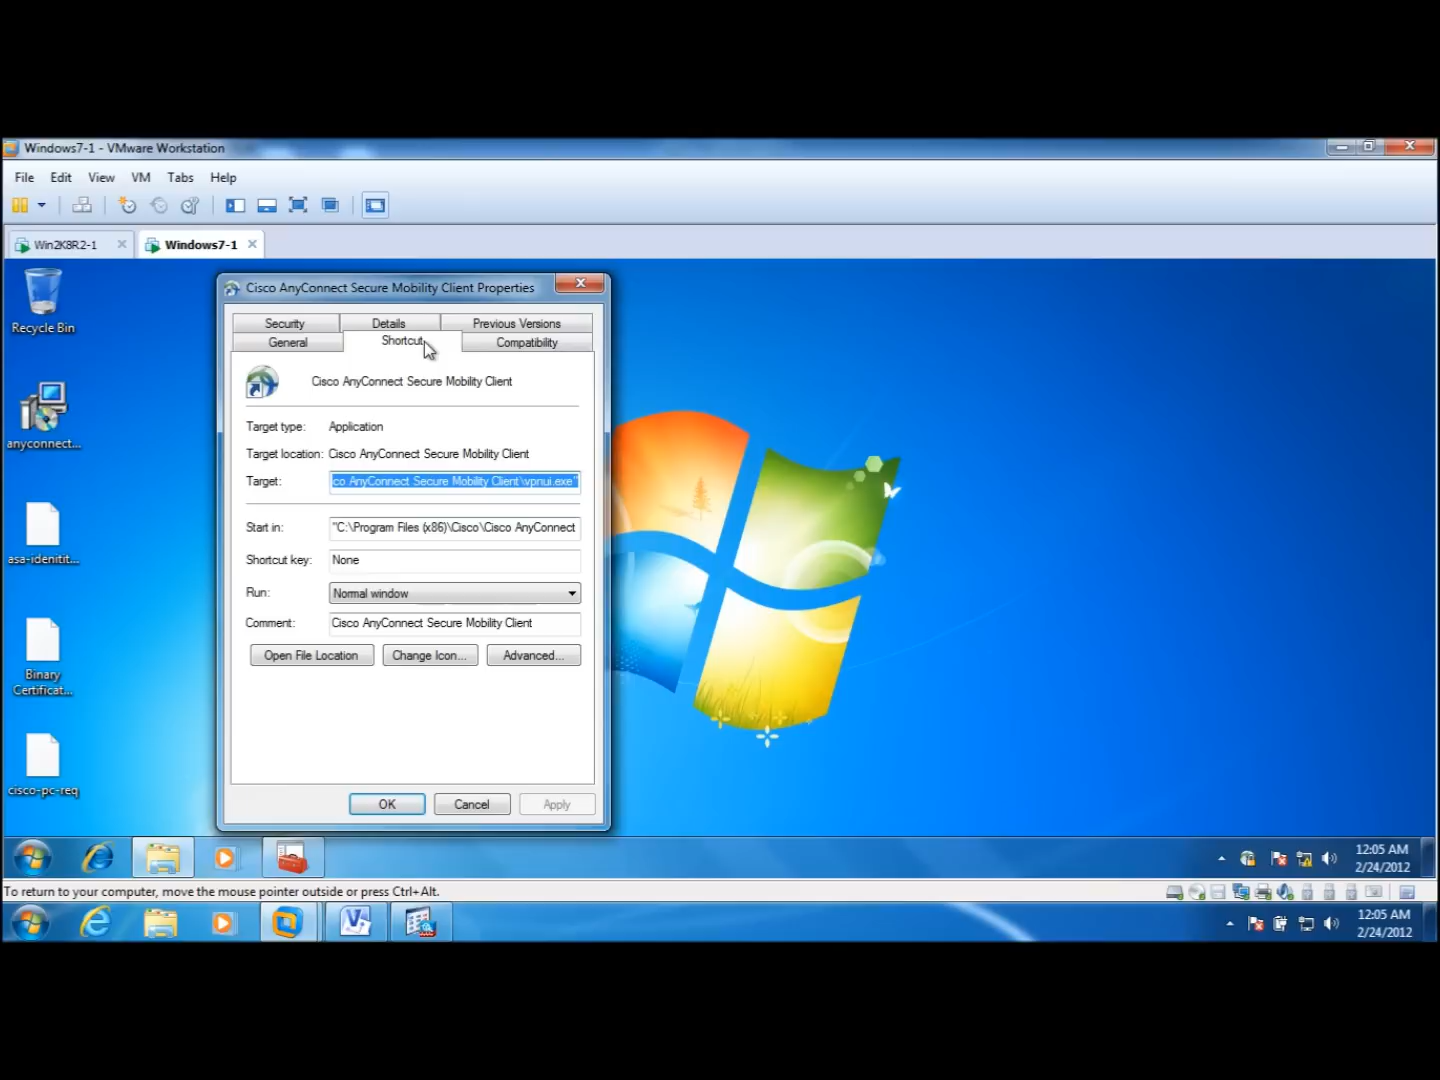 Windows7-1 - VMware Workstation
File Edit View VM Tabs Help
Win2K8R2-1 Windows7-1
Recycle Bin
anyconnect...
asa-idenitit...
Binary
Certificat...
cisco-pc-req
Cisco AnyConnect Secure Mobility Client Properties
Security Details Previous Versions
General Shortcut Compatibility
Cisco AnyConnect Secure Mobility Client
Target type: Application
Target location: Cisco AnyConnect Secure Mobility Client
Target: co AnyConnect Secure Mobility Client\vpnui.exe"
Start in: "C:\Program Files (x86)\Cisco\Cisco AnyConnect
Shortcut key: None
Run: Normal window
Comment: Cisco AnyConnect Secure Mobility Client
Open File Location Change Icon... Advanced...
OK Cancel Apply
12:05 AM
2/24/2012
To return to your computer, move the mouse pointer outside or press Ctrl+Alt.
12:05 AM
2/24/2012